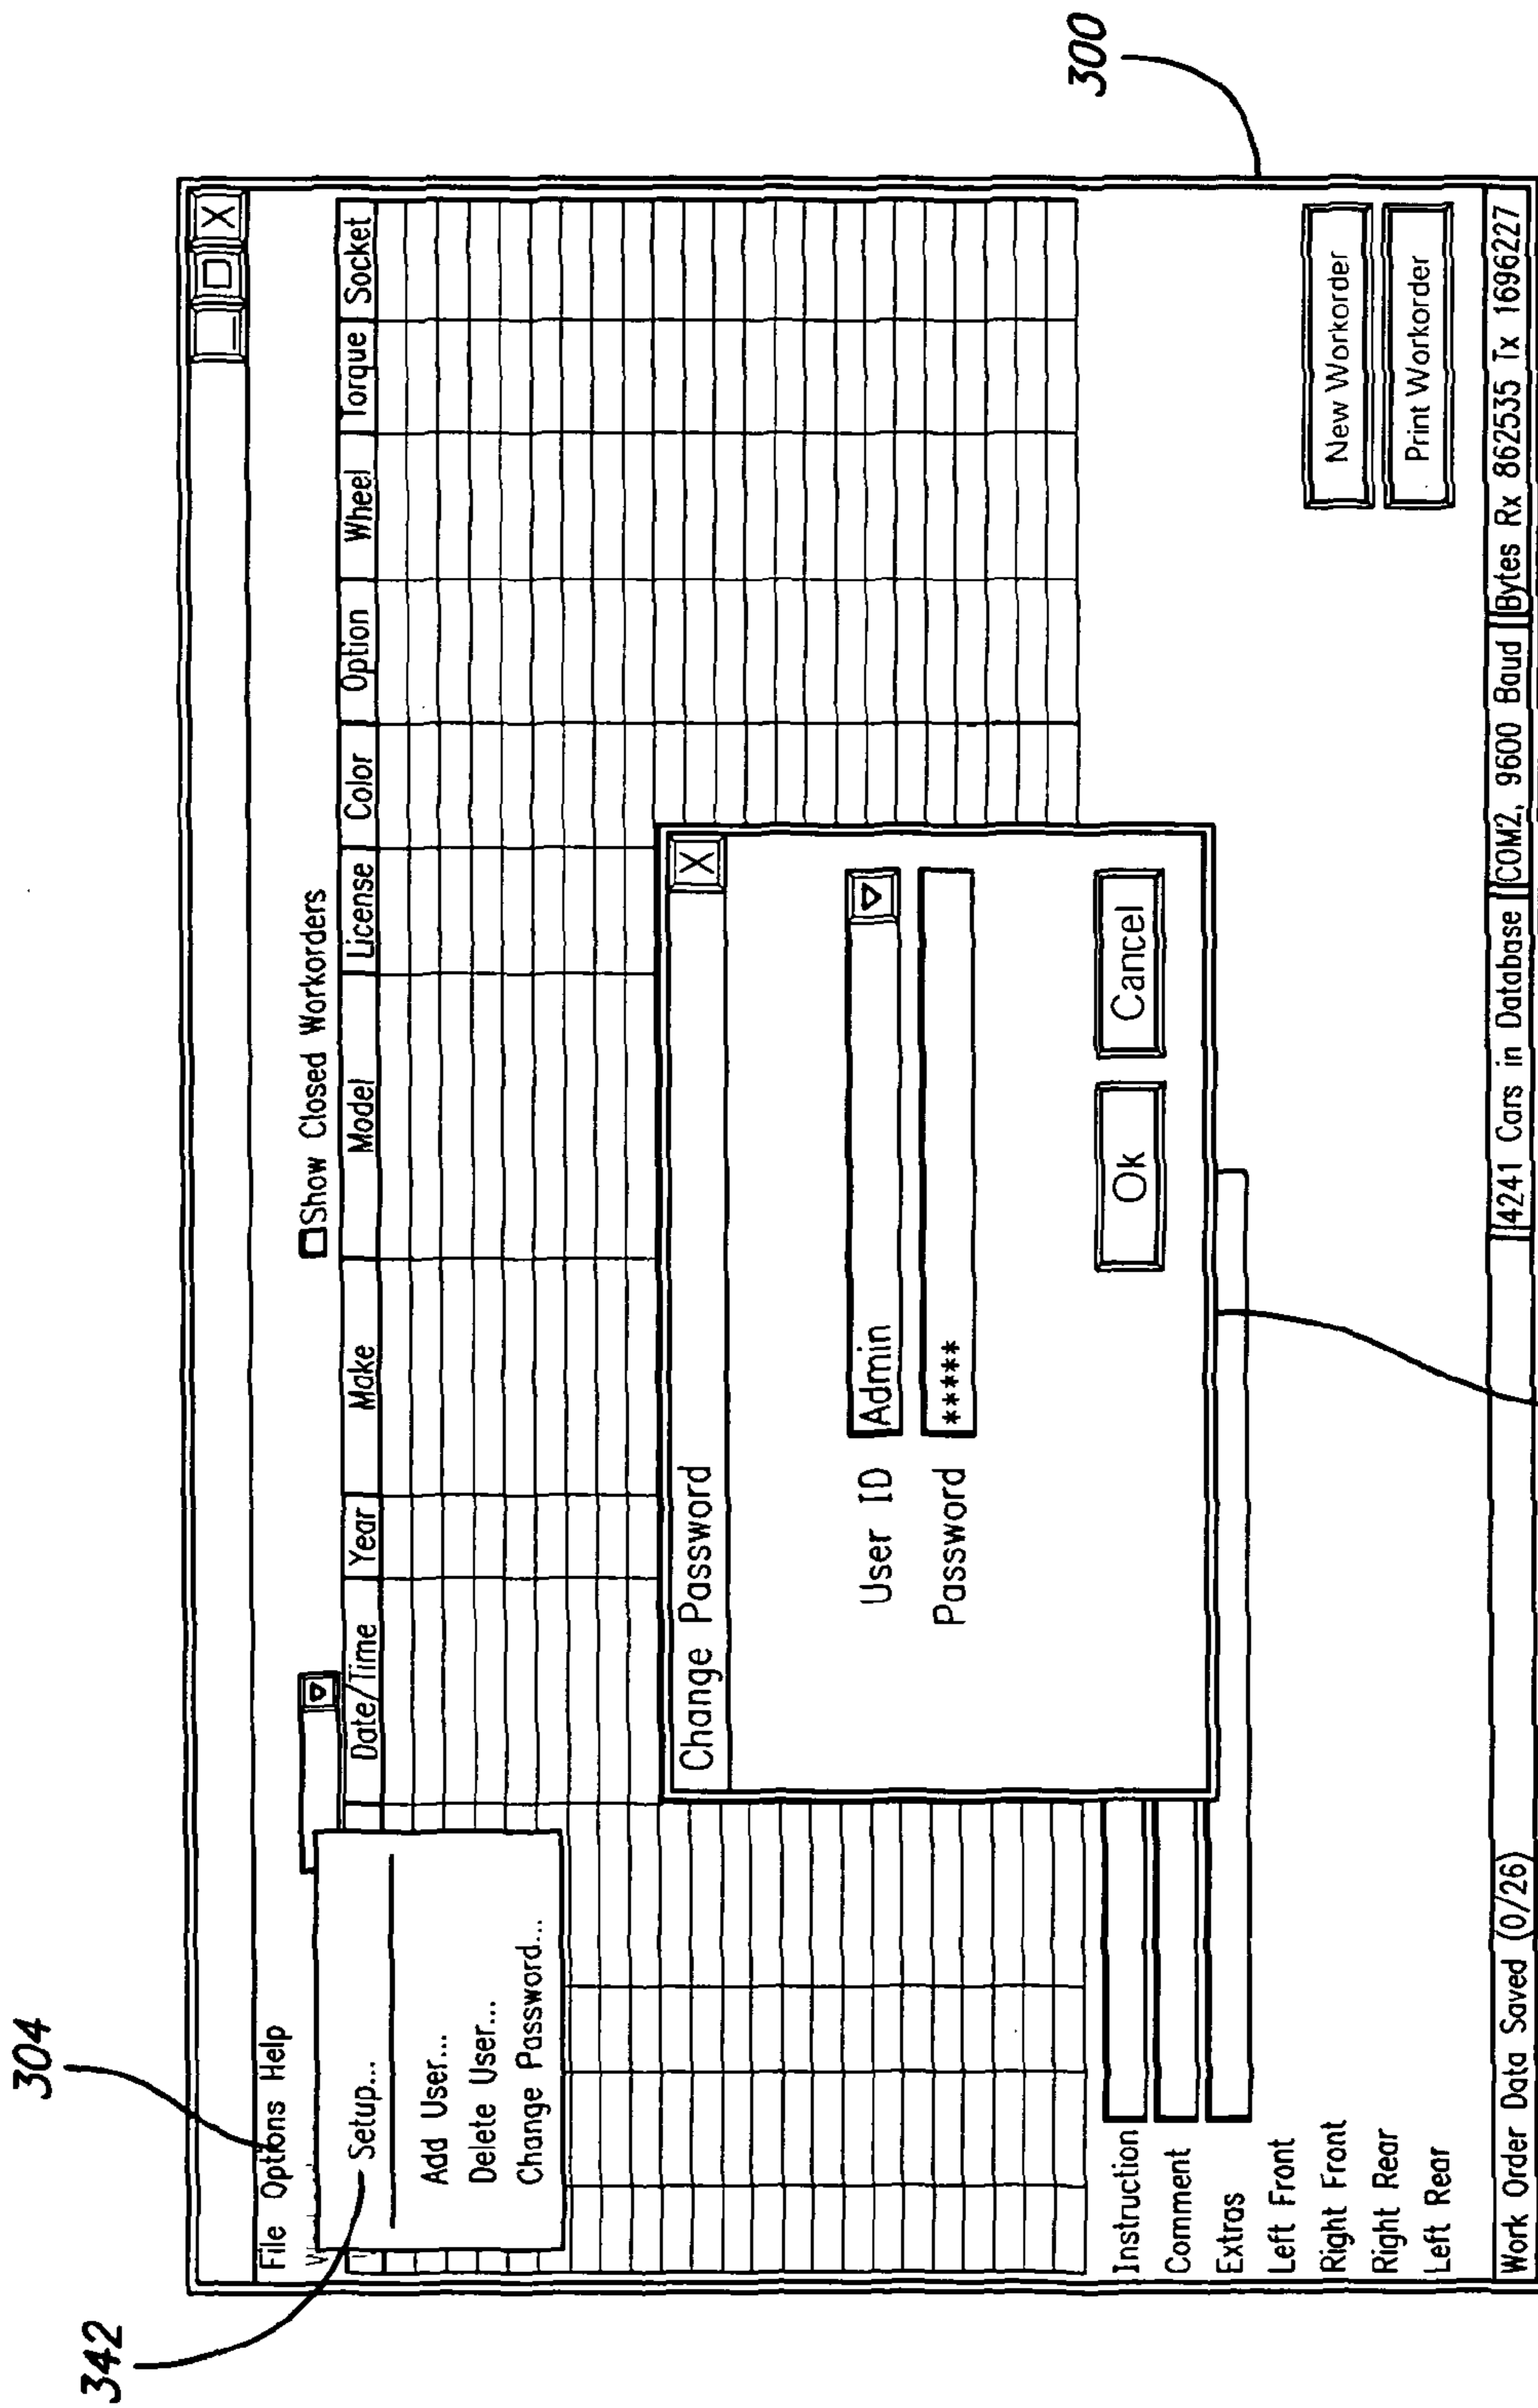 304
342
300
File Options Help
Show Closed Workorders
Setup...
Add User...
Delete User...
Change Password...
Date/Time Year Make Model License Color Option Wheel Torque Socket
Change Password X
User ID Admin
Password *****
Ok Cancel
Instruction
Comment
Extras
Left Front
Right Front
Right Rear
Left Rear
New Workorder
Print Workorder
Work Order Data Saved (0/26) 4241 Cars in Database COM2, 9600 Baud Bytes Rx 862535 Tx 1696227